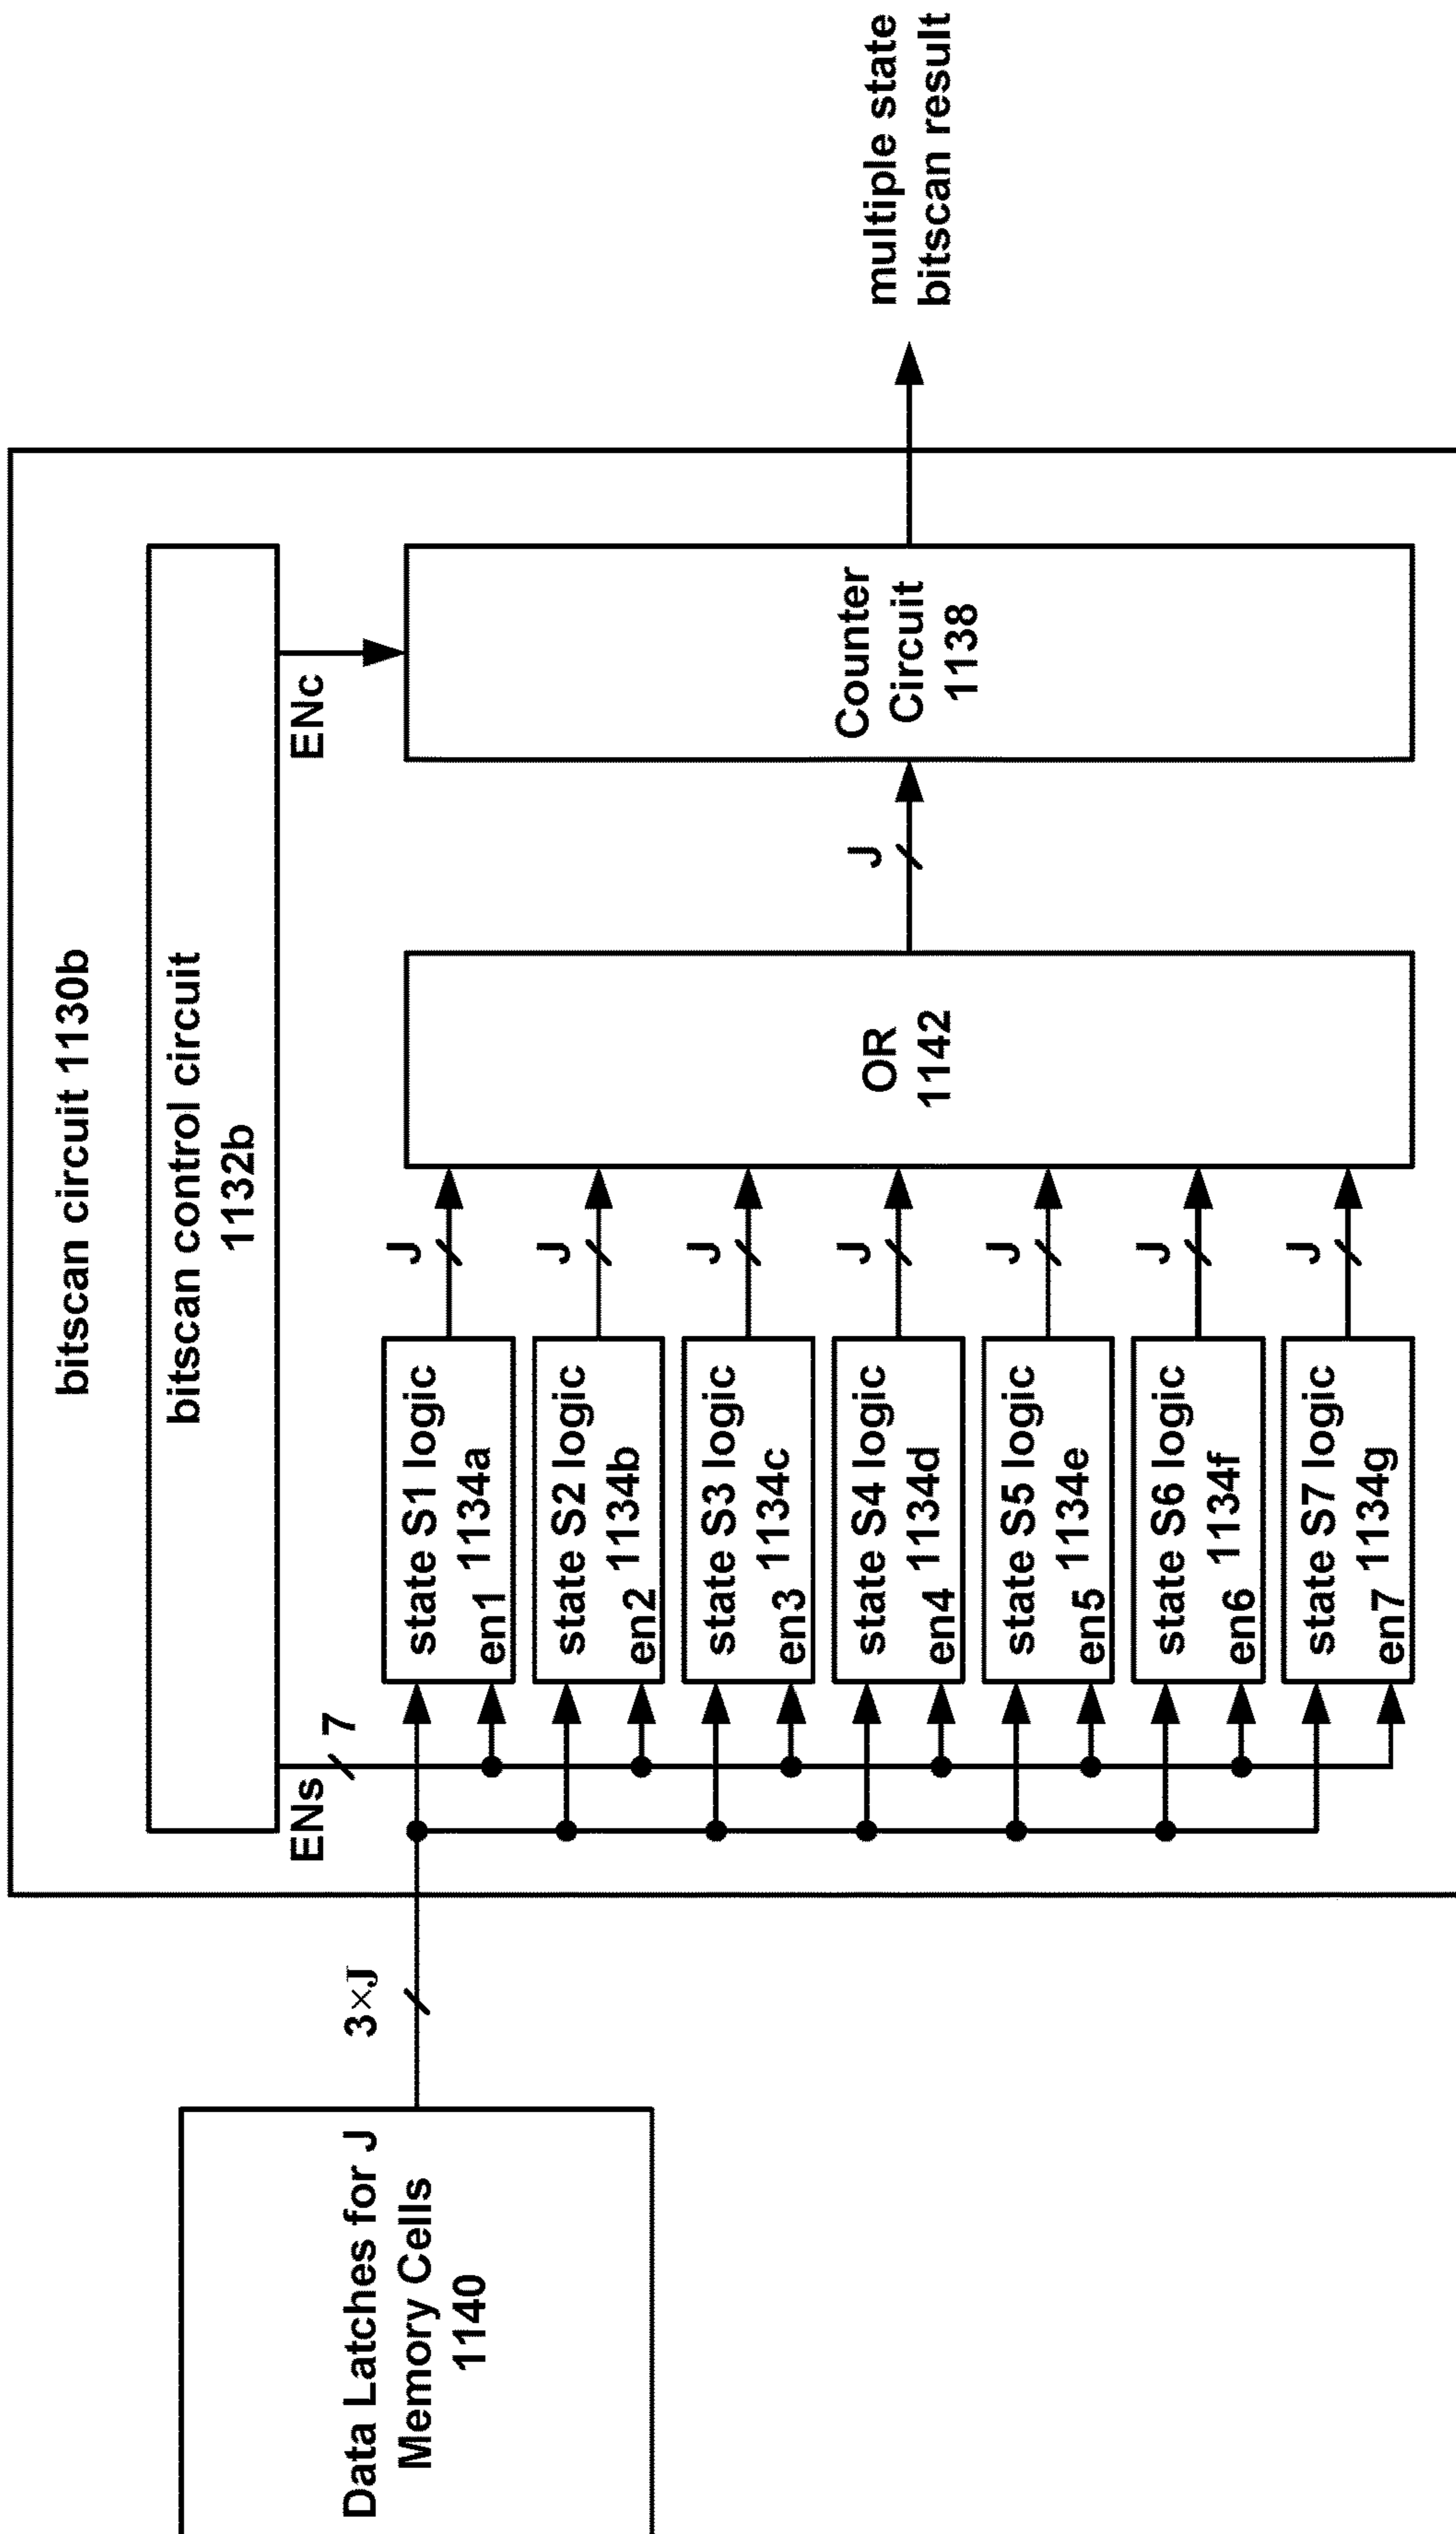 bitscan circuit 1130b
bitscan control circuit
1132b
ENs
7
ENc
Data Latches for J
Memory Cells
1140
3×J
state S1 logic
en1 1134a
J
state S2 logic
en2 1134b
J
state S3 logic
en3 1134c
J
state S4 logic
en4 1134d
J
state S5 logic
en5 1134e
J
state S6 logic
en6 1134f
J
state S7 logic
en7 1134g
J
OR
1142
J
Counter
Circuit
1138
multiple state
bitscan result